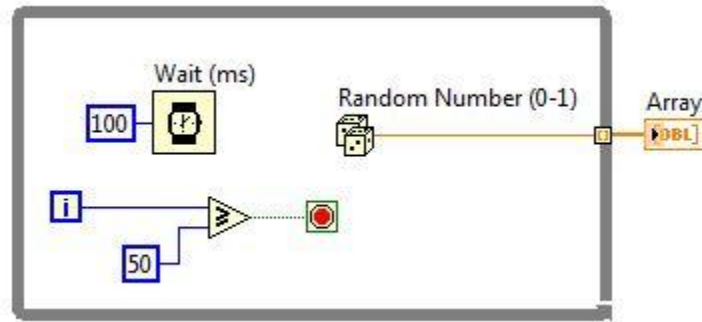 Wait (ms)
100
Random Number (0-1)
Array
[DBL]
i
≥
50